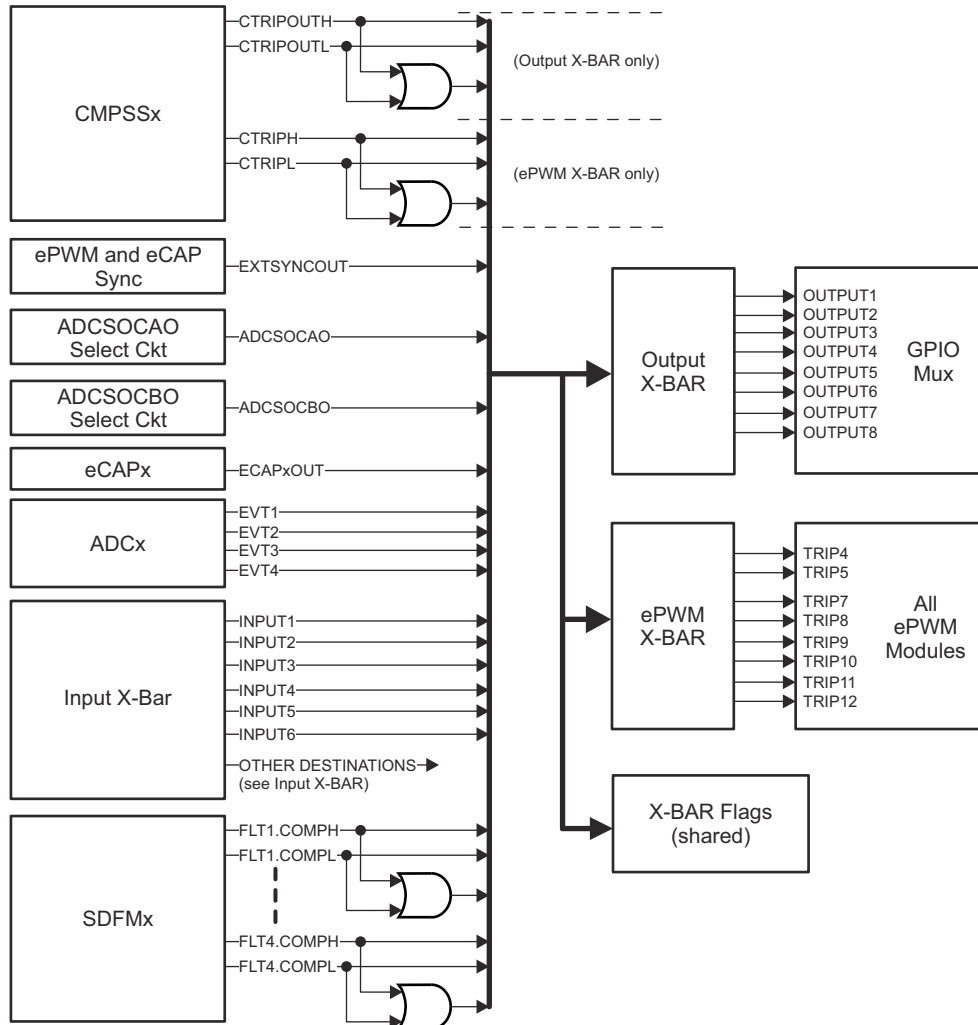 CMPSSx
CTRIPOUTH
CTRIPOUTL
CTRIPH
CTRIPL
(Output X-BAR only)
(ePWM X-BAR only)
ePWM and eCAP
Sync
EXTSYNCOUT
ADCSOCAO
Select Ckt
ADCSOCAO
ADCSOCBO
Select Ckt
ADCSOCBO
eCAPx
ECAPxOUT
ADCx
EVT1
EVT2
EVT3
EVT4
Input X-Bar
INPUT1
INPUT2
INPUT3
INPUT4
INPUT5
INPUT6
OTHER DESTINATIONS
(see Input X-BAR)
SDFMx
FLT1.COMPH
FLT1.COMPL
FLT4.COMPH
FLT4.COMPL
Output
X-BAR
OUTPUT1
OUTPUT2
OUTPUT3
OUTPUT4
OUTPUT5
OUTPUT6
OUTPUT7
OUTPUT8
GPIO
Mux
ePWM
X-BAR
TRIP4
TRIP5
TRIP7
TRIP8
TRIP9
TRIP10
TRIP11
TRIP12
All
ePWM
Modules
X-BAR Flags
(shared)